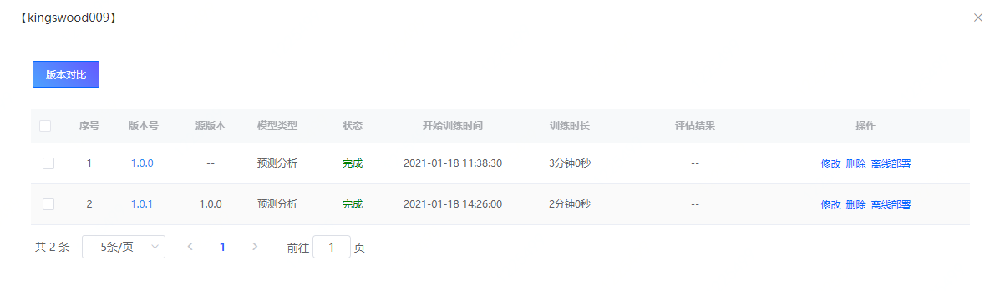 【kingswood009】
版本对比
序号 版本号 源版本 模型类型 状态 开始训练时间 训练时长 评估结果 操作
1 1.0.0 -- 预测分析 完成 2021-01-18 11:38:30 3分钟0秒 -- 修改 删除 离线部署
2 1.0.1 1.0.0 预测分析 完成 2021-01-18 14:26:00 2分钟0秒 -- 修改 删除 离线部署
共 2 条 5条/页 1 前往 1 页